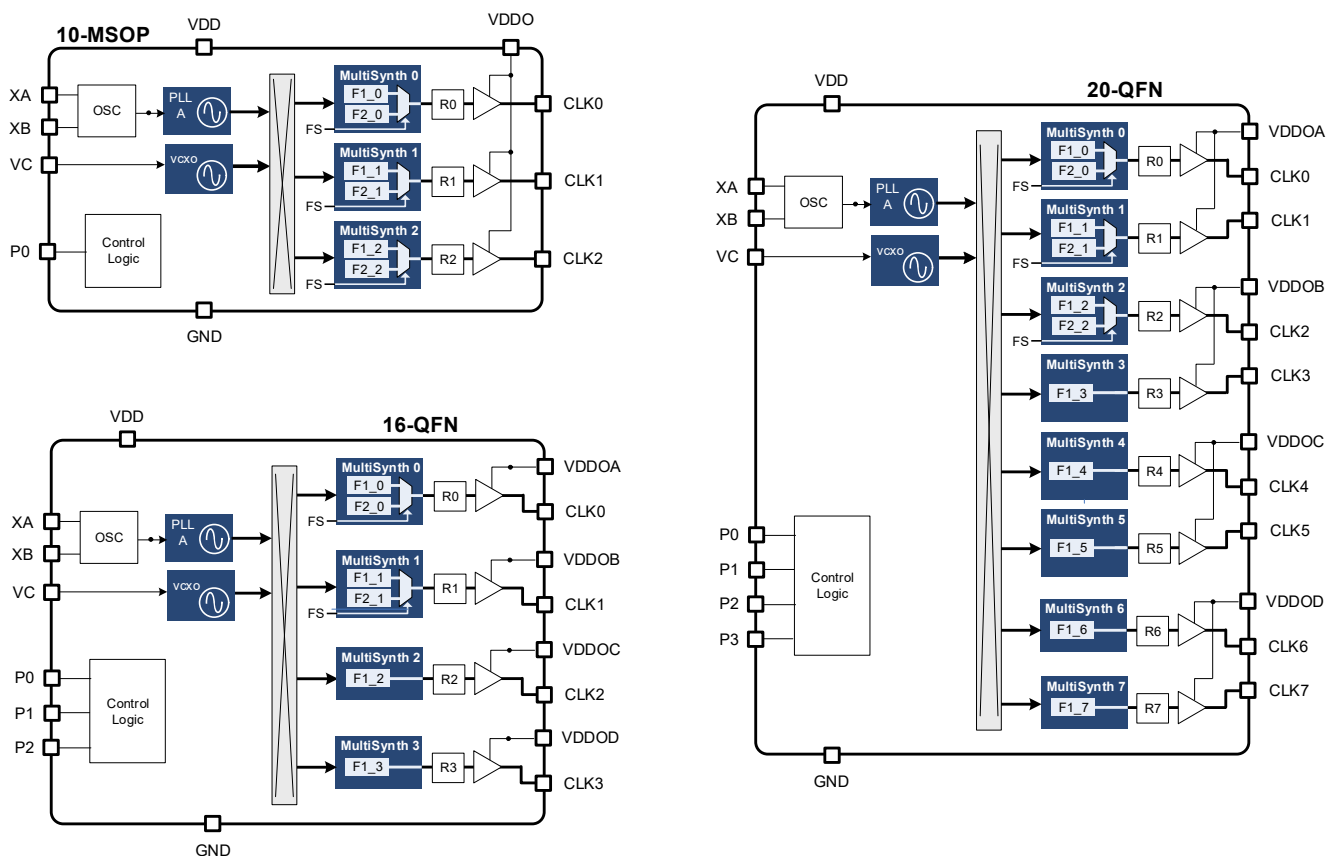 10-MSOP
VDD
VDDO
XA
XB
VC
P0
OSC
PLL
A
VCXO
Control
Logic
MultiSynth 0
F1_0
F2_0
FS
R0
CLK0
MultiSynth 1
F1_1
F2_1
FS
R1
CLK1
MultiSynth 2
F1_2
F2_2
FS
R2
CLK2
GND
16-QFN
VDD
XA
XB
VC
P0
P1
P2
OSC
PLL
A
VCXO
Control
Logic
MultiSynth 0
F1_0
F2_0
FS
R0
VDDOA
CLK0
MultiSynth 1
F1_1
F2_1
FS
R1
VDDOB
CLK1
MultiSynth 2
F1_2
R2
VDDOC
CLK2
MultiSynth 3
F1_3
R3
VDDOD
CLK3
GND
20-QFN
VDD
XA
XB
VC
OSC
PLL
A
VCXO
P0
P1
P2
P3
Control
Logic
MultiSynth 0
F1_0
F2_0
FS
R0
VDDOA
CLK0
MultiSynth 1
F1_1
F2_1
FS
R1
CLK1
MultiSynth 2
F1_2
F2_2
FS
R2
VDDOB
CLK2
MultiSynth 3
F1_3
R3
CLK3
MultiSynth 4
F1_4
R4
VDDOC
CLK4
MultiSynth 5
F1_5
R5
CLK5
MultiSynth 6
F1_6
R6
VDDOD
CLK6
MultiSynth 7
F1_7
R7
CLK7
GND